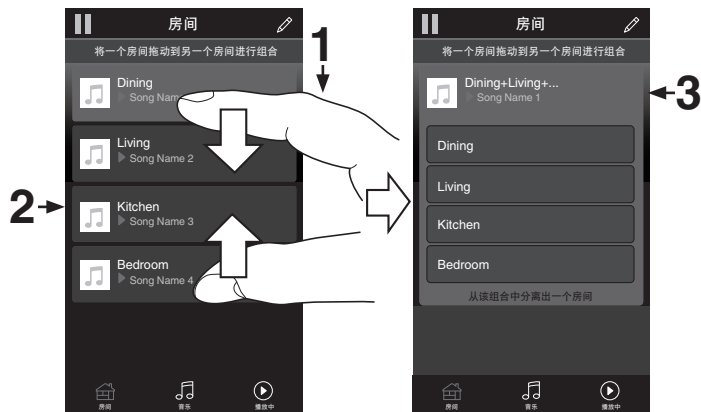 房间
将一个房间拖动到另一个房间进行组合
Dining
Song Nam
Living
Song Name 2
Kitchen
Song Name 3
Bedroom
Song Name 4
房间
音乐
播放中
1
2
房间
将一个房间拖动到另一个房间进行组合
Dining+Living+...
Song Name 1
Dining
Living
Kitchen
Bedroom
从该组合中分离出一个房间
房间
音乐
播放中
3